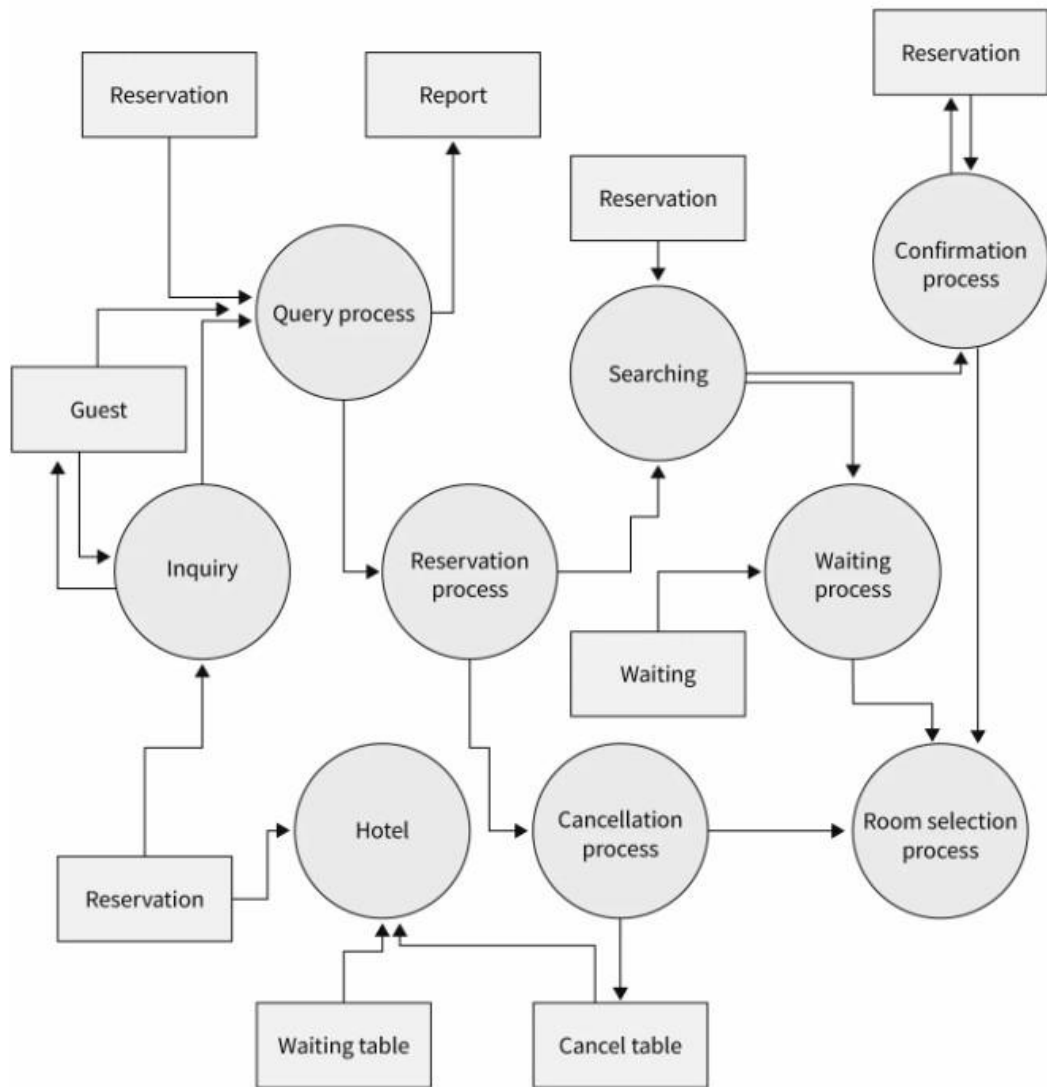 Reservation
Reservation
Report
Reservation
Confirmation
process
Query process
Searching
Guest
Inquiry
Reservation
process
Waiting
process
Waiting
Hotel
Cancellation
process
Room selection
process
Reservation
Waiting table
Cancel table